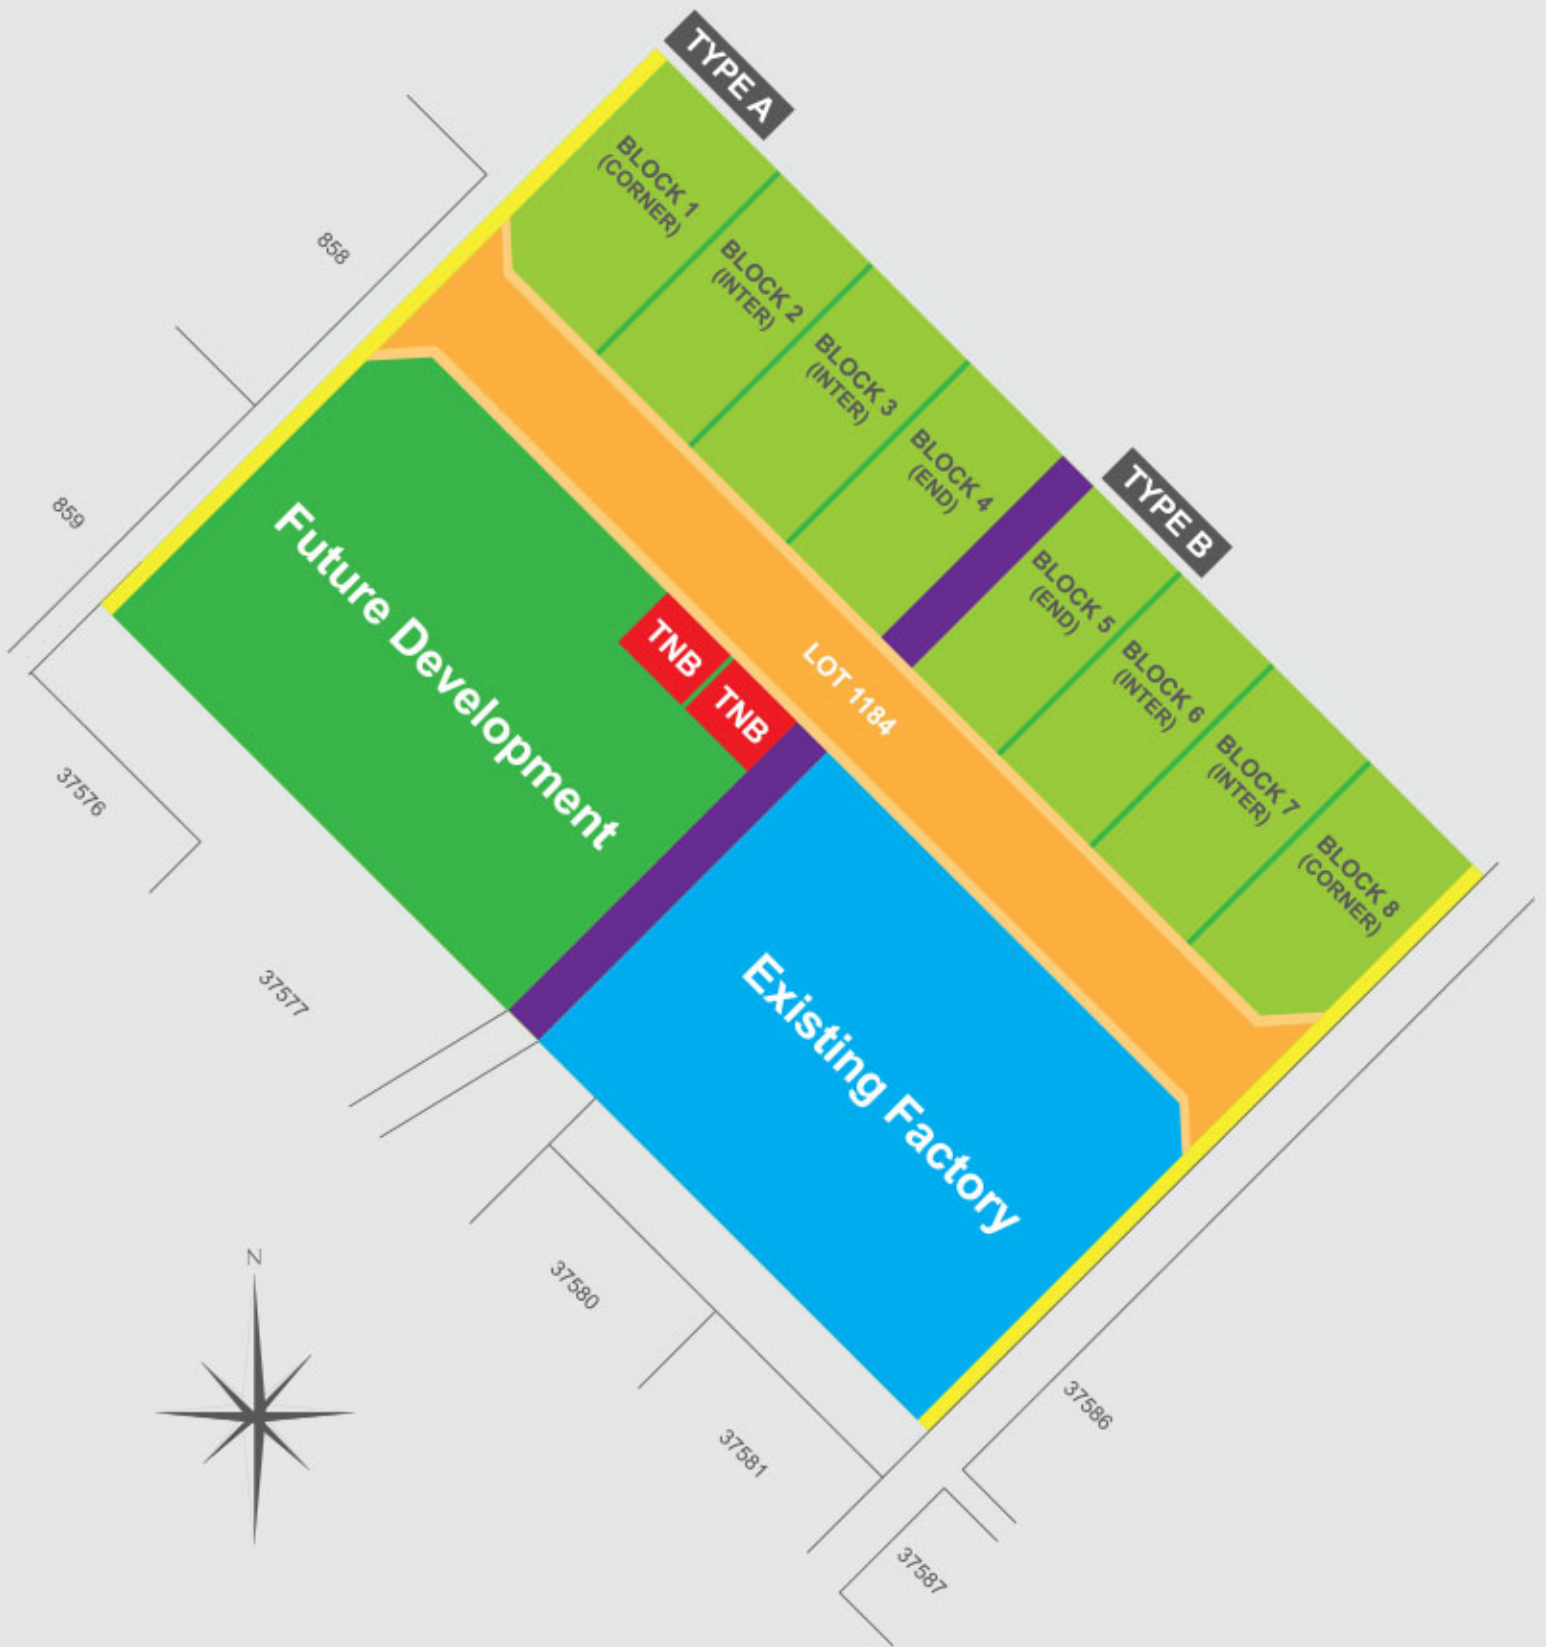 TYPE A
BLOCK 1
(CORNER)
BLOCK 2
(INTER)
BLOCK 3
(INTER)
BLOCK 4
(END)
TYPE B
BLOCK 5
(END)
BLOCK 6
(INTER)
BLOCK 7
(INTER)
BLOCK 8
(CORNER)
858
859
LOT 1184
Future Development
TNB
TNB
Existing Factory
37576
37577
37580
37581
37586
37587
N